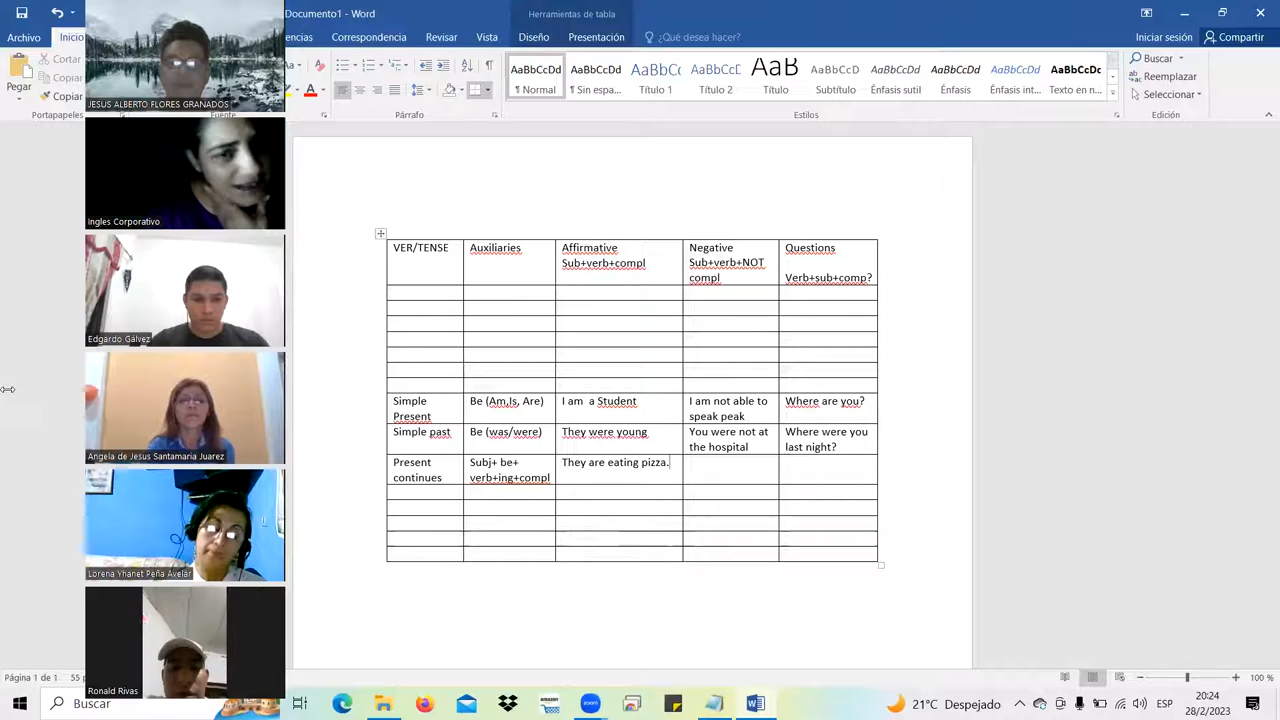 Documento1 - Word
Herramientas de tabla
Archivo
Inicio
Correspondencia
Revisar
Vista
Diseño
Presentación
¿Qué desea hacer?
Iniciar sesión
Compartir
Cortar
Copiar
AaBbCcDd
AaBbCcDd
AaB
AaBbCcD
AaBbCcDd
AaBbCcDd
AaBbCcDd
AaBbCcDc
¶ Normal
¶ Sin espa...
Título 1
Título 2
Título
Subtítulo
Énfasis sutil
Énfasis
Énfasis int...
Texto en n...
Buscar
Reemplazar
Seleccionar
Portapapeles
Fuente
Párrafo
Estilos
Edición
JESUS ALBERTO FLORES GRANADOS
Ingles Corporativo
Edgardo Gálvez
Angela de Jesus Santamaría Juarez
Lorena Yhanet Peña Avelar
Ronald Rivas
VER/TENSE
Auxiliaries
Affirmative
Sub+verb+compl
Negative
Sub+verb+NOT
compl
Questions
Verb+sub+comp?
Simple
Present
Be (Am,Is, Are)
I am  a Student
I am not able to
speak peak
Where are you?
Simple past
Be (was/were)
They were young
You were not at
the hospital
Where were you
last night?
Present
continues
Subj+ be+
verb+ing+compl
They are eating pizza.
Página 1 de 1
55 p
100 %
Buscar
amazon
zoom
21°C Despejado
ESP
20:24
28/2/2023